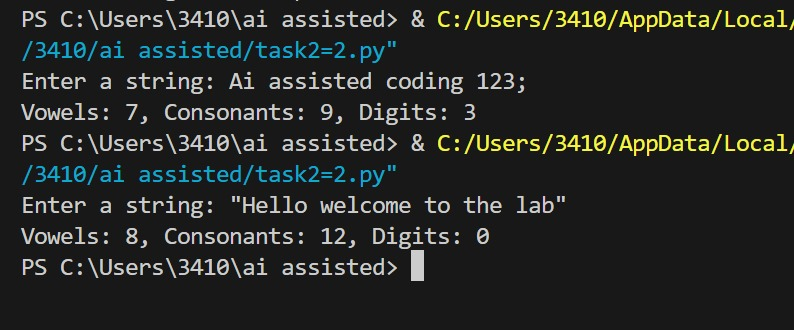 PS C:\Users\3410\ai assisted> & C:/Users/3410/AppData/Local/
/3410/ai assisted/task2=2.py"
Enter a string: Ai assisted coding 123;
Vowels: 7, Consonants: 9, Digits: 3
PS C:\Users\3410\ai assisted> & C:/Users/3410/AppData/Local/
/3410/ai assisted/task2=2.py"
Enter a string: "Hello welcome to the lab"
Vowels: 8, Consonants: 12, Digits: 0
PS C:\Users\3410\ai assisted>